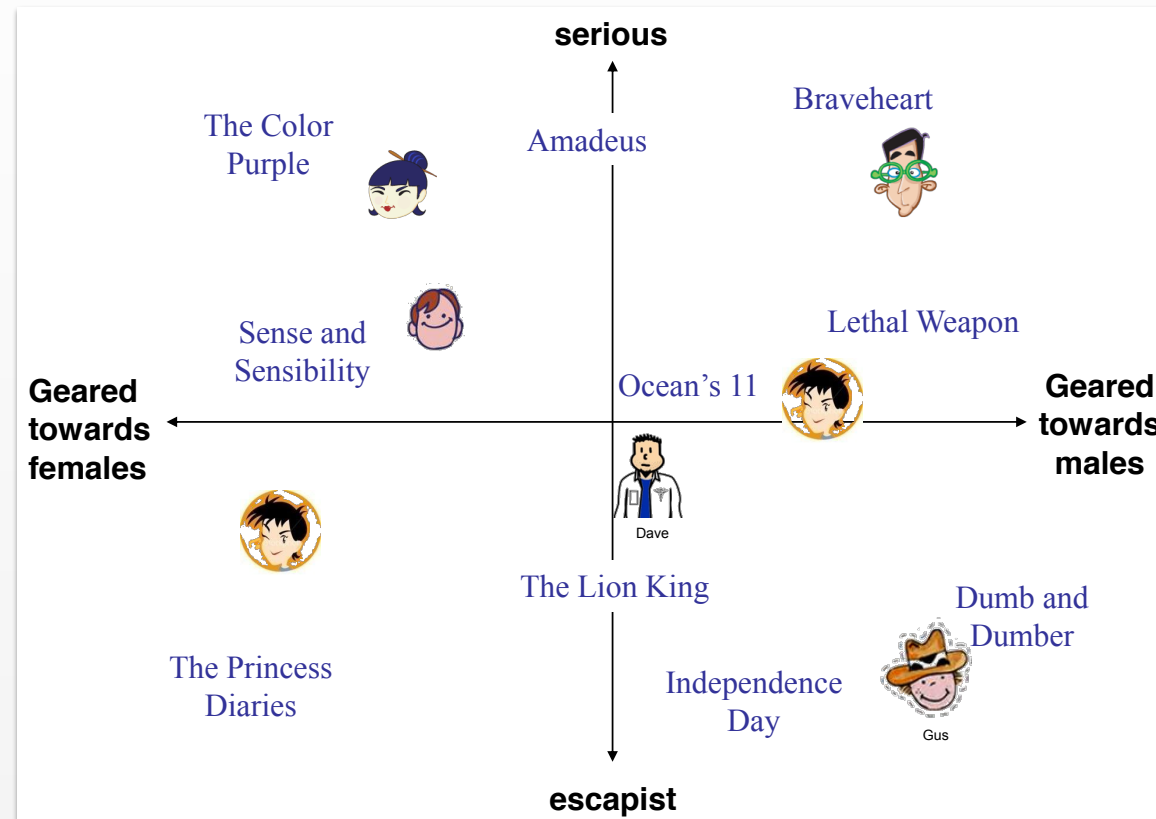 serious
Braveheart
The Color
Purple
Amadeus
Sense and
Sensibility
Lethal Weapon
Ocean's 11
Geared
towards
females
Geared
towards
males
Dave
The Lion King
Dumb and
Dumber
The Princess
Diaries
Independence
Day
Gus
escapist